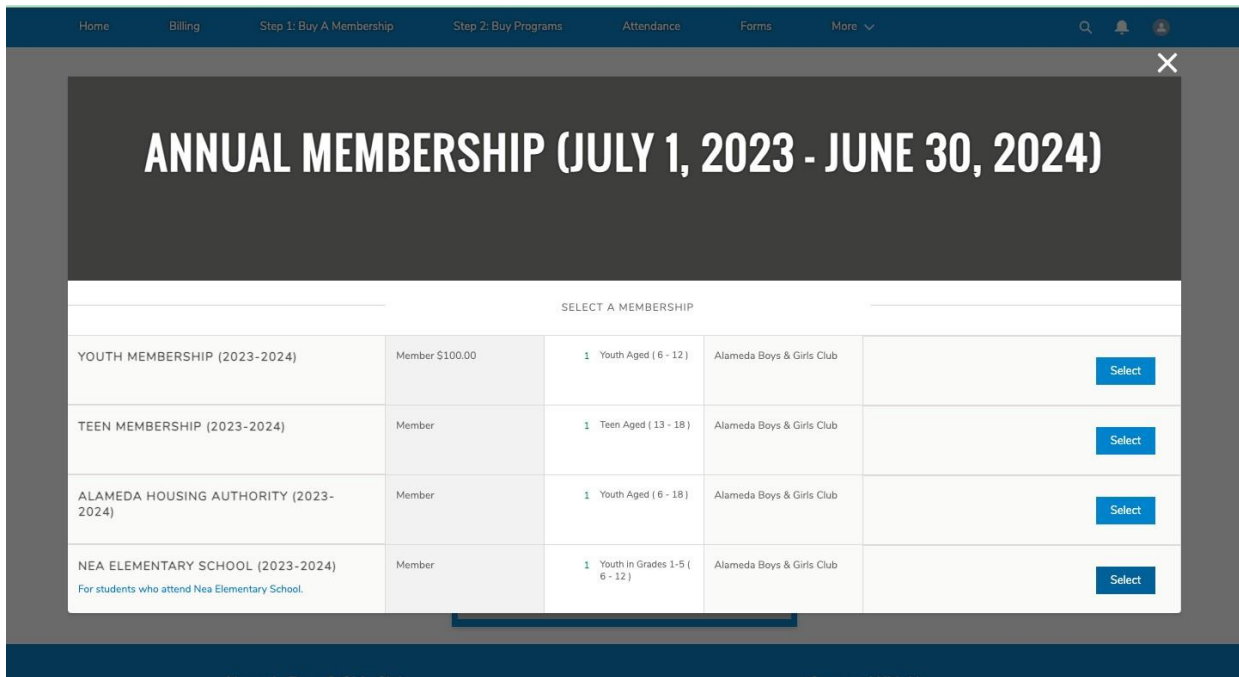 Home Billing Step 1: Buy A Membership Step 2: Buy Programs Attendance Forms More
ANNUAL MEMBERSHIP (JULY 1, 2023 - JUNE 30, 2024)
SELECT A MEMBERSHIP
YOUTH MEMBERSHIP (2023-2024) Member $100.00 1 Youth Aged ( 6 - 12 ) Alameda Boys & Girls Club
Select
TEEN MEMBERSHIP (2023-2024) Member 1 Teen Aged ( 13 - 18 ) Alameda Boys & Girls Club
Select
ALAMEDA HOUSING AUTHORITY (2023- Member 1 Youth Aged ( 6 - 18 ) Alameda Boys & Girls Club
2024)
Select
NEA ELEMENTARY SCHOOL (2023-2024) Member 1 Youth in Grades 1-5 ( Alameda Boys & Girls Club
6 - 12 )
For students who attend Nea Elementary School.
Select